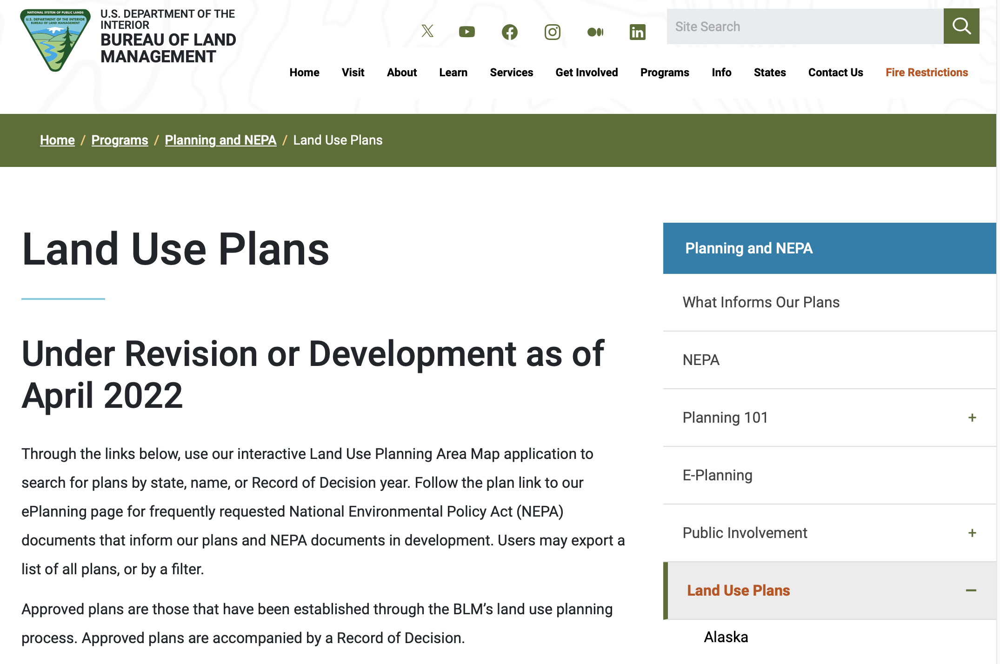 NATIONAL SYSTEM OF PUBLIC LANDS
U.S. DEPARTMENT OF THE INTERIOR
BUREAU OF LAND MANAGEMENT
U.S. DEPARTMENT OF THE
INTERIOR
BUREAU OF LAND
MANAGEMENT
Site Search
Home Visit About Learn Services Get Involved Programs Info States Contact Us Fire Restrictions
Home / Programs / Planning and NEPA / Land Use Plans
Land Use Plans
Under Revision or Development as of
April 2022
Through the links below, use our interactive Land Use Planning Area Map application to
search for plans by state, name, or Record of Decision year. Follow the plan link to our
ePlanning page for frequently requested National Environmental Policy Act (NEPA)
documents that inform our plans and NEPA documents in development. Users may export a
list of all plans, or by a filter.
Approved plans are those that have been established through the BLM’s land use planning
process. Approved plans are accompanied by a Record of Decision.
Planning and NEPA
What Informs Our Plans
NEPA
Planning 101 +
E-Planning
Public Involvement +
Land Use Plans −
Alaska